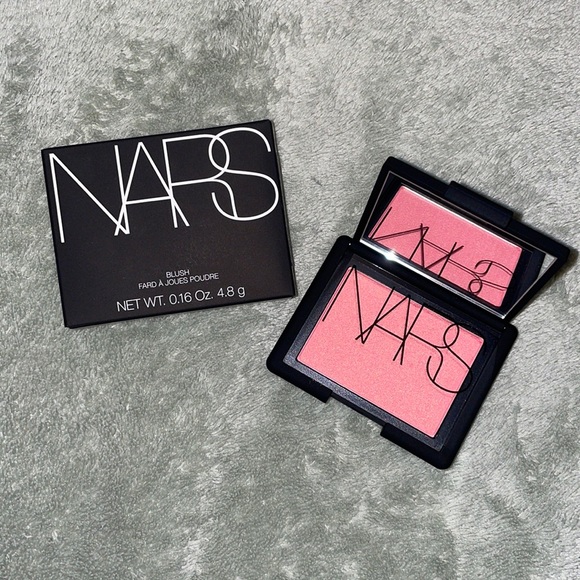 NARS
BLUSH
FARD À JOUES POUDRE
NET WT. 0.16 Oz. 4.8 g
NARS
NARS